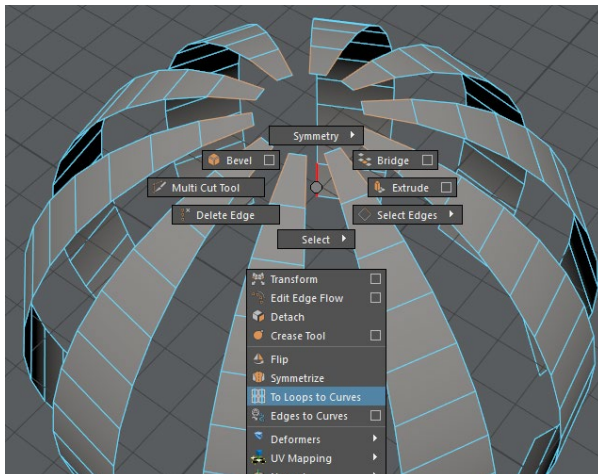 Symmetry
Bevel
Bridge
Multi Cut Tool
Extrude
Delete Edge
Select Edges
Select
Transform
Edit Edge Flow
Detach
Crease Tool
Flip
Symmetrize
To Loops to Curves
Edges to Curves
Deformers
UV Mapping